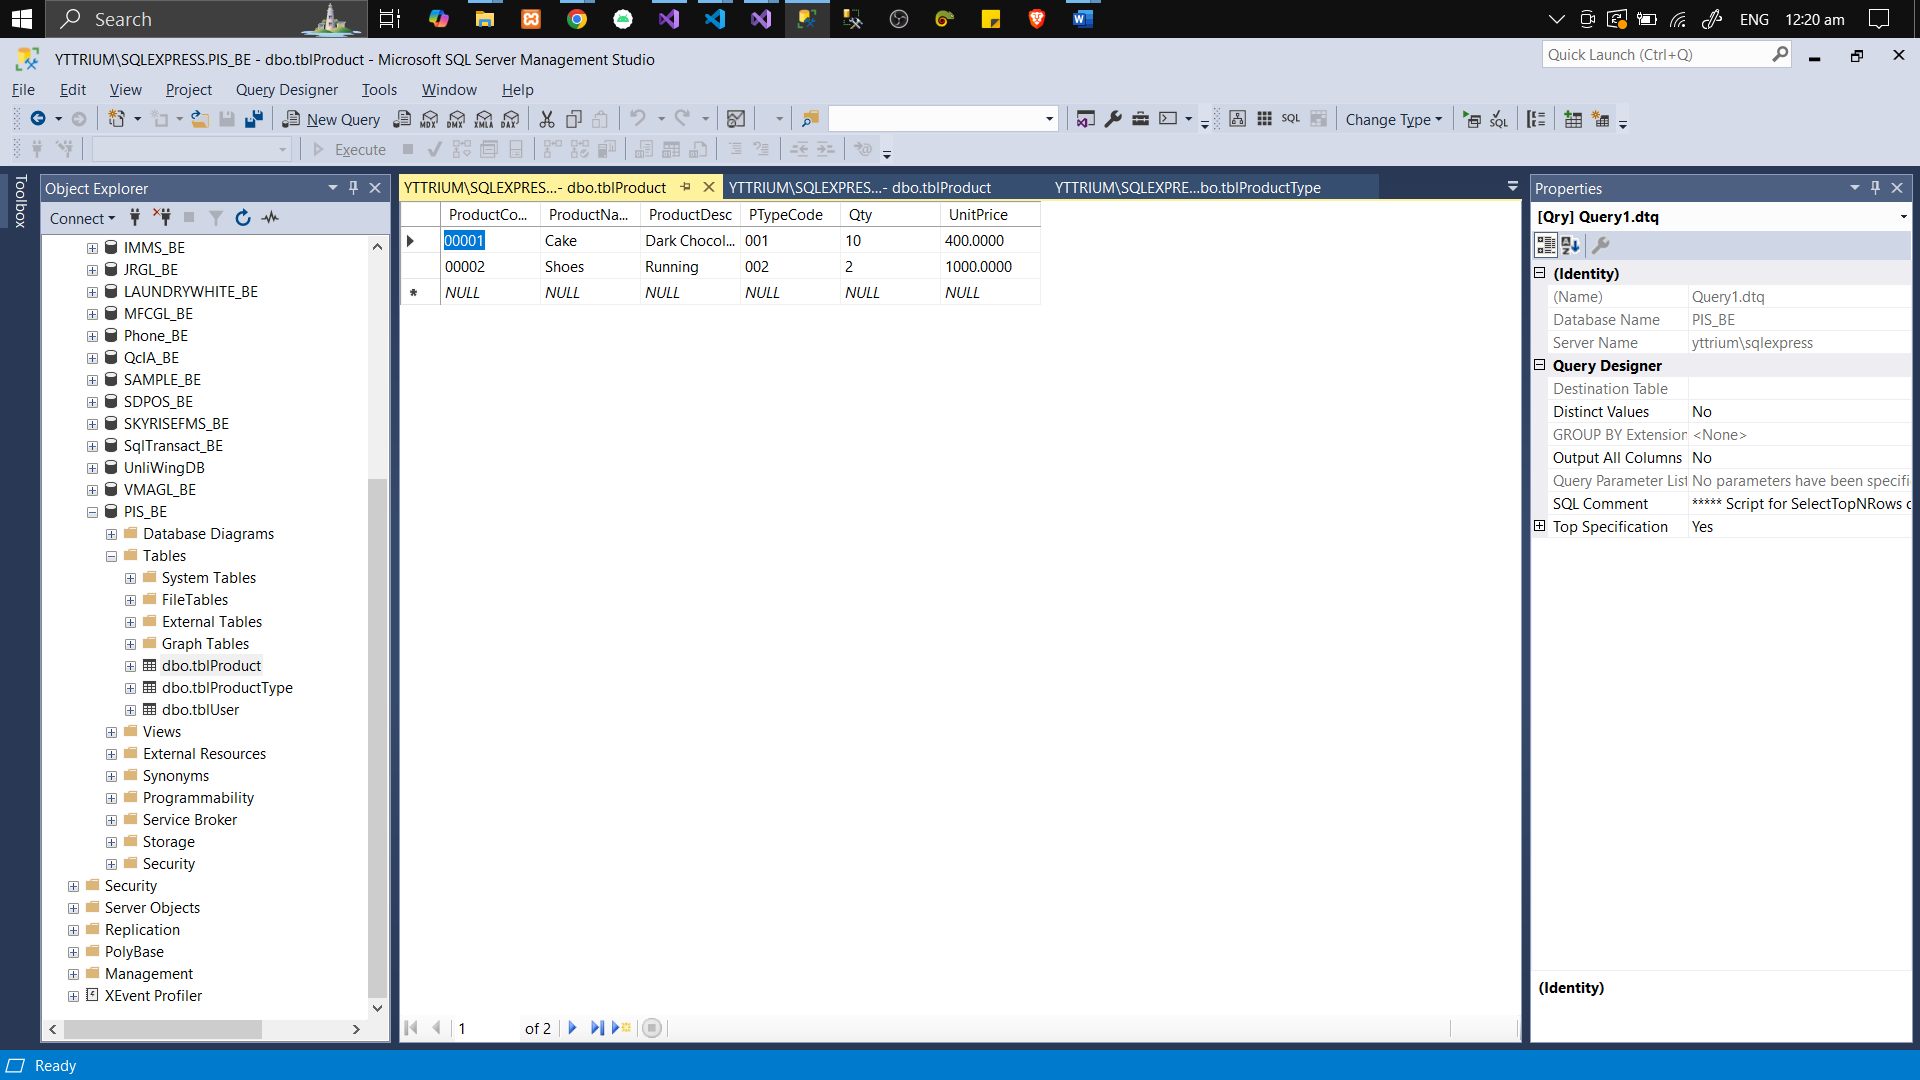 Search
ENG 12:20 am
YTTRIUM\SQLEXPRESS.PIS_BE - dbo.tblProduct - Microsoft SQL Server Management Studio
Quick Launch (Ctrl+Q)
File Edit View Project Query Designer Tools Window Help
New Query MDX DMX XMLA DAX SQL Change Type SQL
Execute
Toolbox
Object Explorer
Connect
IMMS_BE
JRGL_BE
LAUNDRYWHITE_BE
MFCGL_BE
Phone_BE
QclA_BE
SAMPLE_BE
SDPOS_BE
SKYRISEFMS_BE
SqlTransact_BE
UnliWingDB
VMAGL_BE
PIS_BE
Database Diagrams
Tables
System Tables
FileTables
External Tables
Graph Tables
dbo.tblProduct
dbo.tblProductType
dbo.tblUser
Views
External Resources
Synonyms
Programmability
Service Broker
Storage
Security
Security
Server Objects
Replication
PolyBase
Management
XEvent Profiler
YTTRIUM\SQLEXPRES...- dbo.tblProduct YTTRIUM\SQLEXPRES...- dbo.tblProduct YTTRIUM\SQLEXPRE...bo.tblProductType
ProductCo... ProductNa... ProductDesc PTypeCode Qty UnitPrice
00001 Cake Dark Chocol... 001 10 400.0000
00002 Shoes Running 002 2 1000.0000
* NULL NULL NULL NULL NULL NULL
1 of 2
Properties
[Qry] Query1.dtq
(Identity)
(Name) Query1.dtq
Database Name PIS_BE
Server Name yttrium\sqlexpress
Query Designer
Destination Table
Distinct Values No
GROUP BY Extension <None>
Output All Columns No
Query Parameter List No parameters have been specifi
SQL Comment ***** Script for SelectTopNRows c
Top Specification Yes
(Identity)
Ready